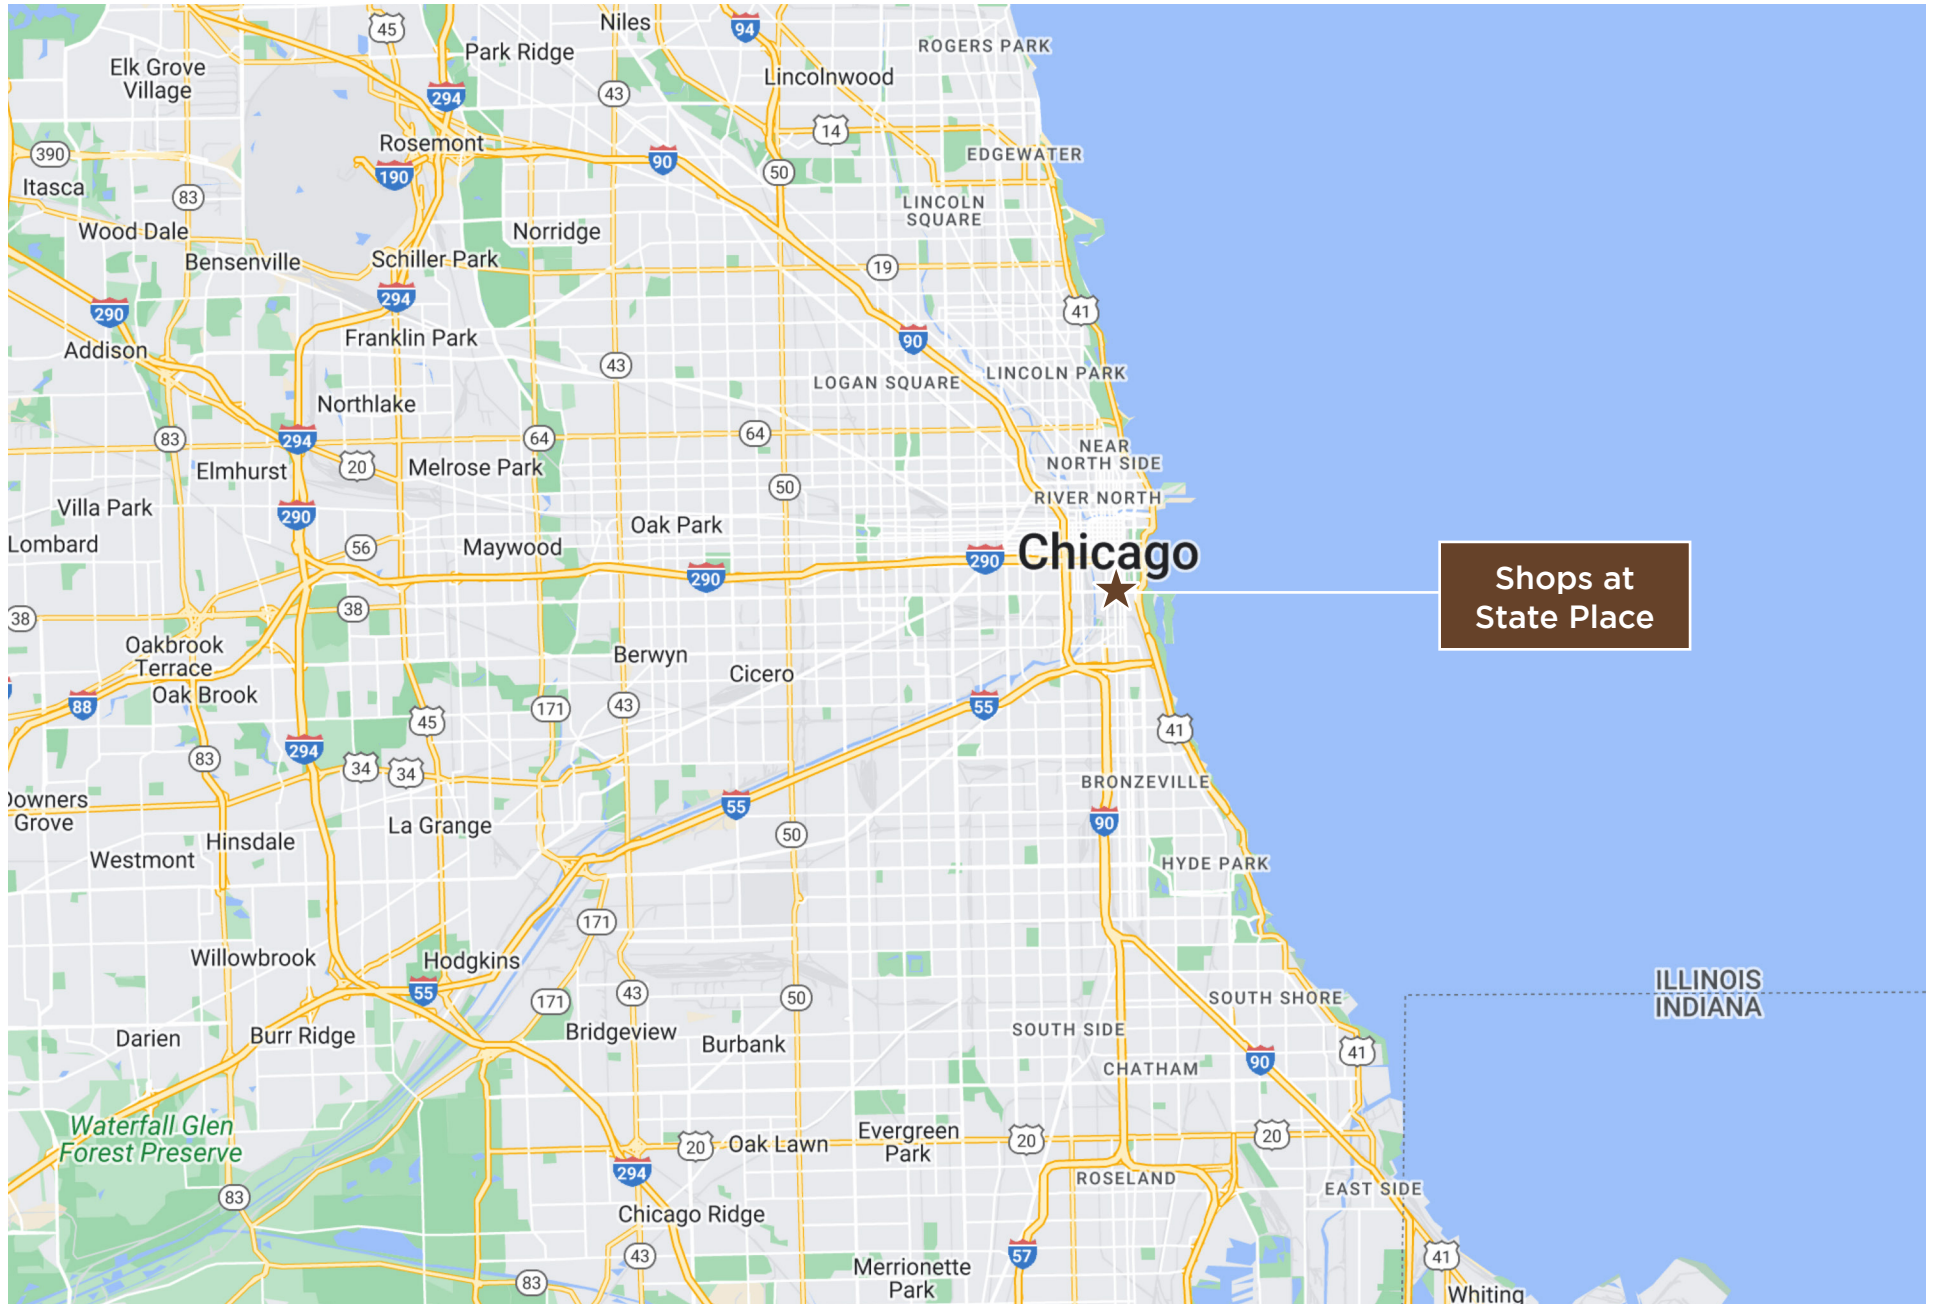 45
Niles
94
ROGERS PARK
Park Ridge
Elk Grove
Village
Lincolnwood
294
43
14
Rosemont
390
90
EDGEWATER
190
50
Itasca
83
LINCOLN
SQUARE
Wood Dale
Norridge
Bensenville
Schiller Park
19
294
290
41
Franklin Park
90
Addison
43
LINCOLN PARK
LOGAN SQUARE
Northlake
83
294
64
64
NEAR
NORTH SIDE
20
Elmhurst
Melrose Park
50
RIVER NORTH
Villa Park
290
Oak Park
Lombard
56
Maywood
290
Chicago
290
Shops at
State Place
38
38
Oakbrook
Terrace
Berwyn
Cicero
Oak Brook
88
171
43
55
45
41
294
83
34
34
BRONZEVILLE
Downers
Grove
55
La Grange
90
50
Hinsdale
Westmont
HYDE PARK
171
Willowbrook
Hodgkins
ILLINOIS
INDIANA
55
171
43
50
SOUTH SHORE
Darien
Burr Ridge
Bridgeview
Burbank
SOUTH SIDE
41
CHATHAM
90
Waterfall Glen
Forest Preserve
20
Oak Lawn
Evergreen
Park
20
20
294
ROSELAND
EAST SIDE
83
Chicago Ridge
43
57
41
83
Merrionette
Park
Whiting